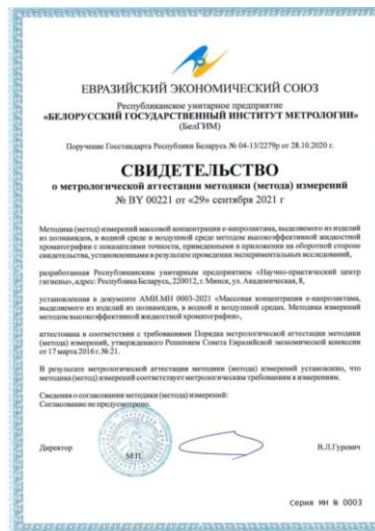 ЕВРАЗИЙСКИЙ ЭКОНОМИЧЕСКИЙ СОЮЗ
Республиканское унитарное предприятие
«БЕЛОРУССКИЙ ГОСУДАРСТВЕННЫЙ ИНСТИТУТ МЕТРОЛОГИИ»
(БелГИМ)
Поручение Госстандарта Республики Беларусь № 04-13/2279р от 28.10.2020 г.
СВИДЕТЕЛЬСТВО
о метрологической аттестации методики (метода) измерений
№ BY 00221 от «29» сентября 2021 г
Методика (метод) измерений массовой концентрации е-капролактама, выделяемого из изделий
из полиамидов, в водной среде и воздушной среде методом высокоэффективной жидкостной
хроматографии с показателями точности, приведенными в приложении на оборотной стороне
свидетельства, установленными в результате проведения экспериментальных исследований,
разработанная Республиканским унитарным предприятием «Научно-практический центр
гигиены», адрес: Республика Беларусь, 220012, г. Минск, ул. Академическая, 8,
установленная в документе АМИ.МН 0003-2021 «Массовая концентрация е-капролактама,
выделяемого из изделий из полиамидов, в водной и воздушной средах. Методика измерений
методом высокоэффективной жидкостной хроматографии»,
аттестована в соответствии с требованиями Порядка метрологической аттестации методики
(метода) измерений, утвержденного Решением Совета Евразийской экономической комиссии
от 17 марта 2016 г. № 21.
В результате метрологической аттестации методики (метода) измерений установлено, что
методика (метод) измерений соответствует метрологическим требованиям к измерениям.
Сведения о согласовании методики (метода) измерений:
Согласование не предусмотрено.
Директор
М.П.
В.Л.Гуревич
Серия МН № 0003